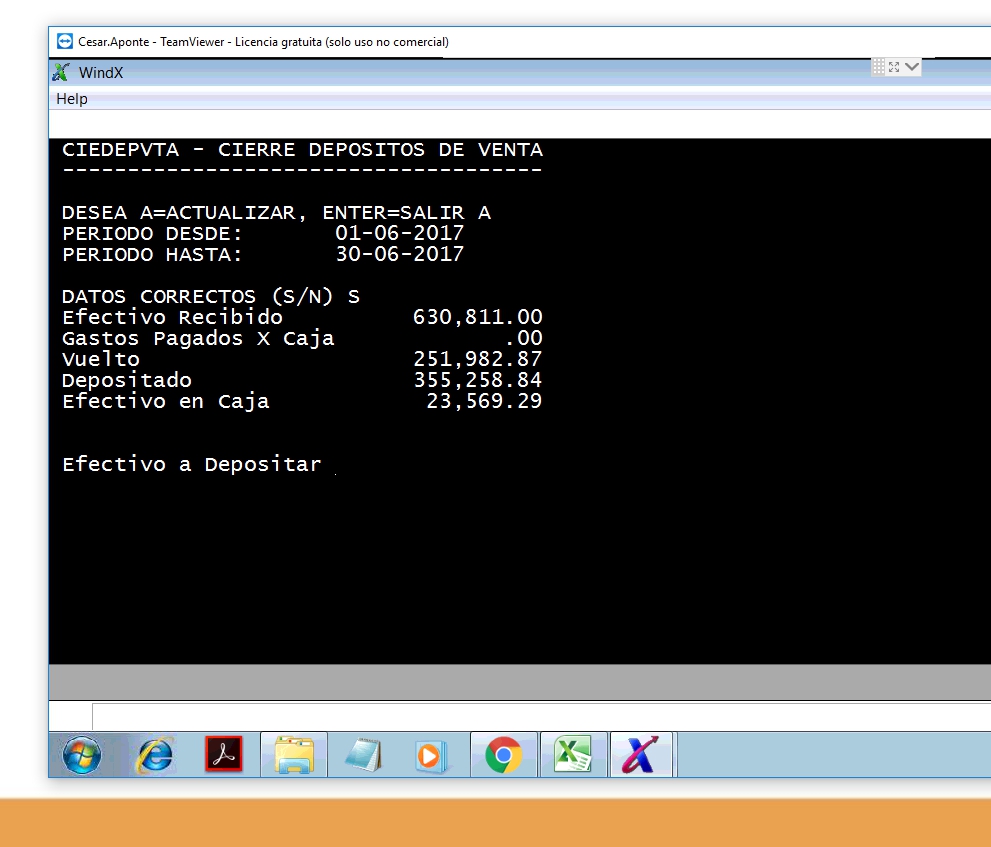 Cesar.Aponte - TeamViewer - Licencia gratuita (solo uso no comercial)
WindX
Help
CIEDEPVTA - CIERRE DEPOSITOS DE VENTA
-------------------------------------
DESEA A=ACTUALIZAR, ENTER=SALIR A
PERIODO DESDE: 01-06-2017
PERIODO HASTA: 30-06-2017
DATOS CORRECTOS (S/N) S
Efectivo Recibido 630,811.00
Gastos Pagados X Caja .00
Vuelto 251,982.87
Depositado 355,258.84
Efectivo en Caja 23,569.29
Efectivo a Depositar